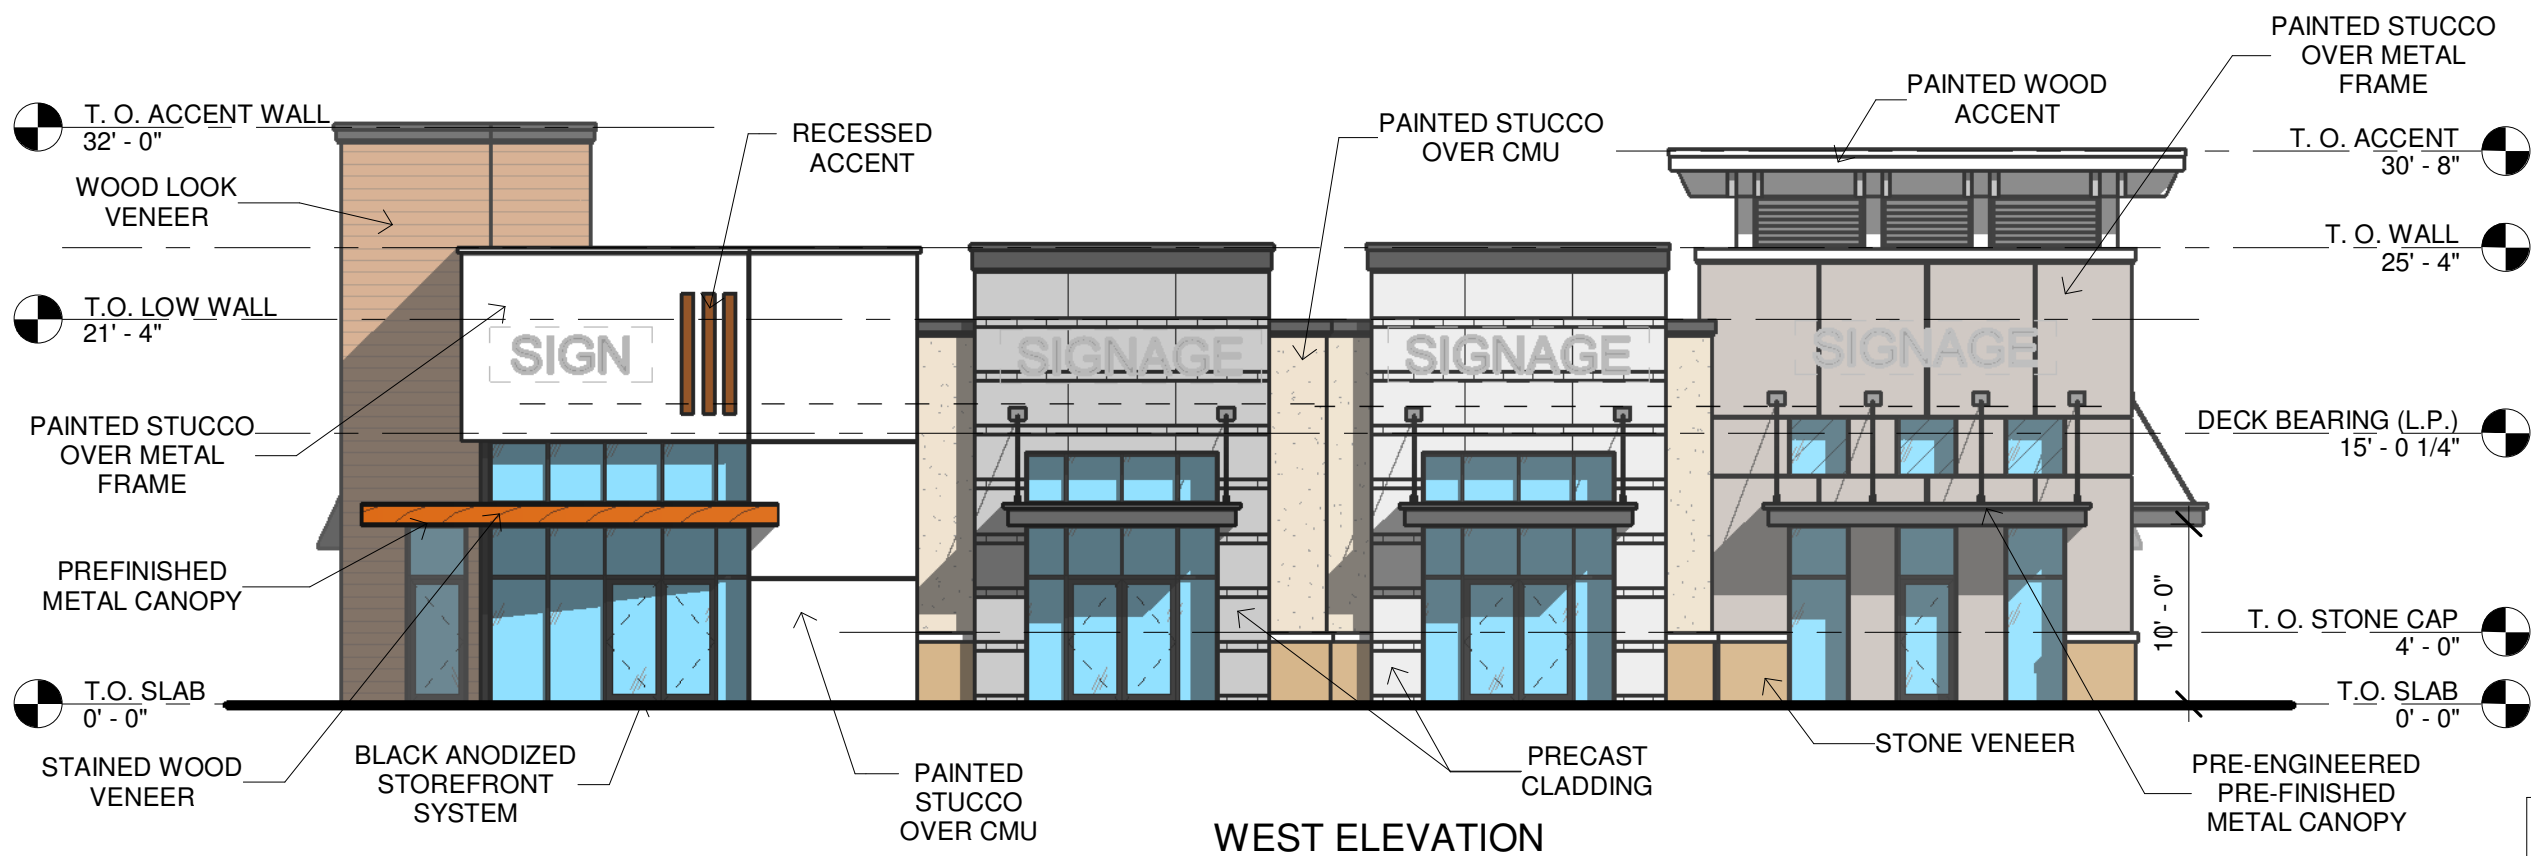 PAINTED STUCCO
OVER METAL
FRAME
PAINTED WOOD
ACCENT
T. O. ACCENT WALL
32' - 0"
RECESSED
ACCENT
PAINTED STUCCO
OVER CMU
T. O. ACCENT
30' - 8"
WOOD LOOK
VENEER
T. O. WALL
25' - 4"
T.O. LOW WALL
21' - 4"
SIGN
SIGNAGE
SIGNAGE
SIGNAGE
PAINTED STUCCO
OVER METAL
FRAME
DECK BEARING (L.P.)
15' - 0 1/4"
PREFINISHED
METAL CANOPY
10' - 0"
T. O. STONE CAP
4' - 0"
T.O. SLAB
0' - 0"
T.O. SLAB
0' - 0"
STAINED WOOD
VENEER
BLACK ANODIZED
STOREFRONT
SYSTEM
PAINTED
STUCCO
OVER CMU
PRECAST
CLADDING
STONE VENEER
PRE-ENGINEERED
PRE-FINISHED
METAL CANOPY
WEST ELEVATION